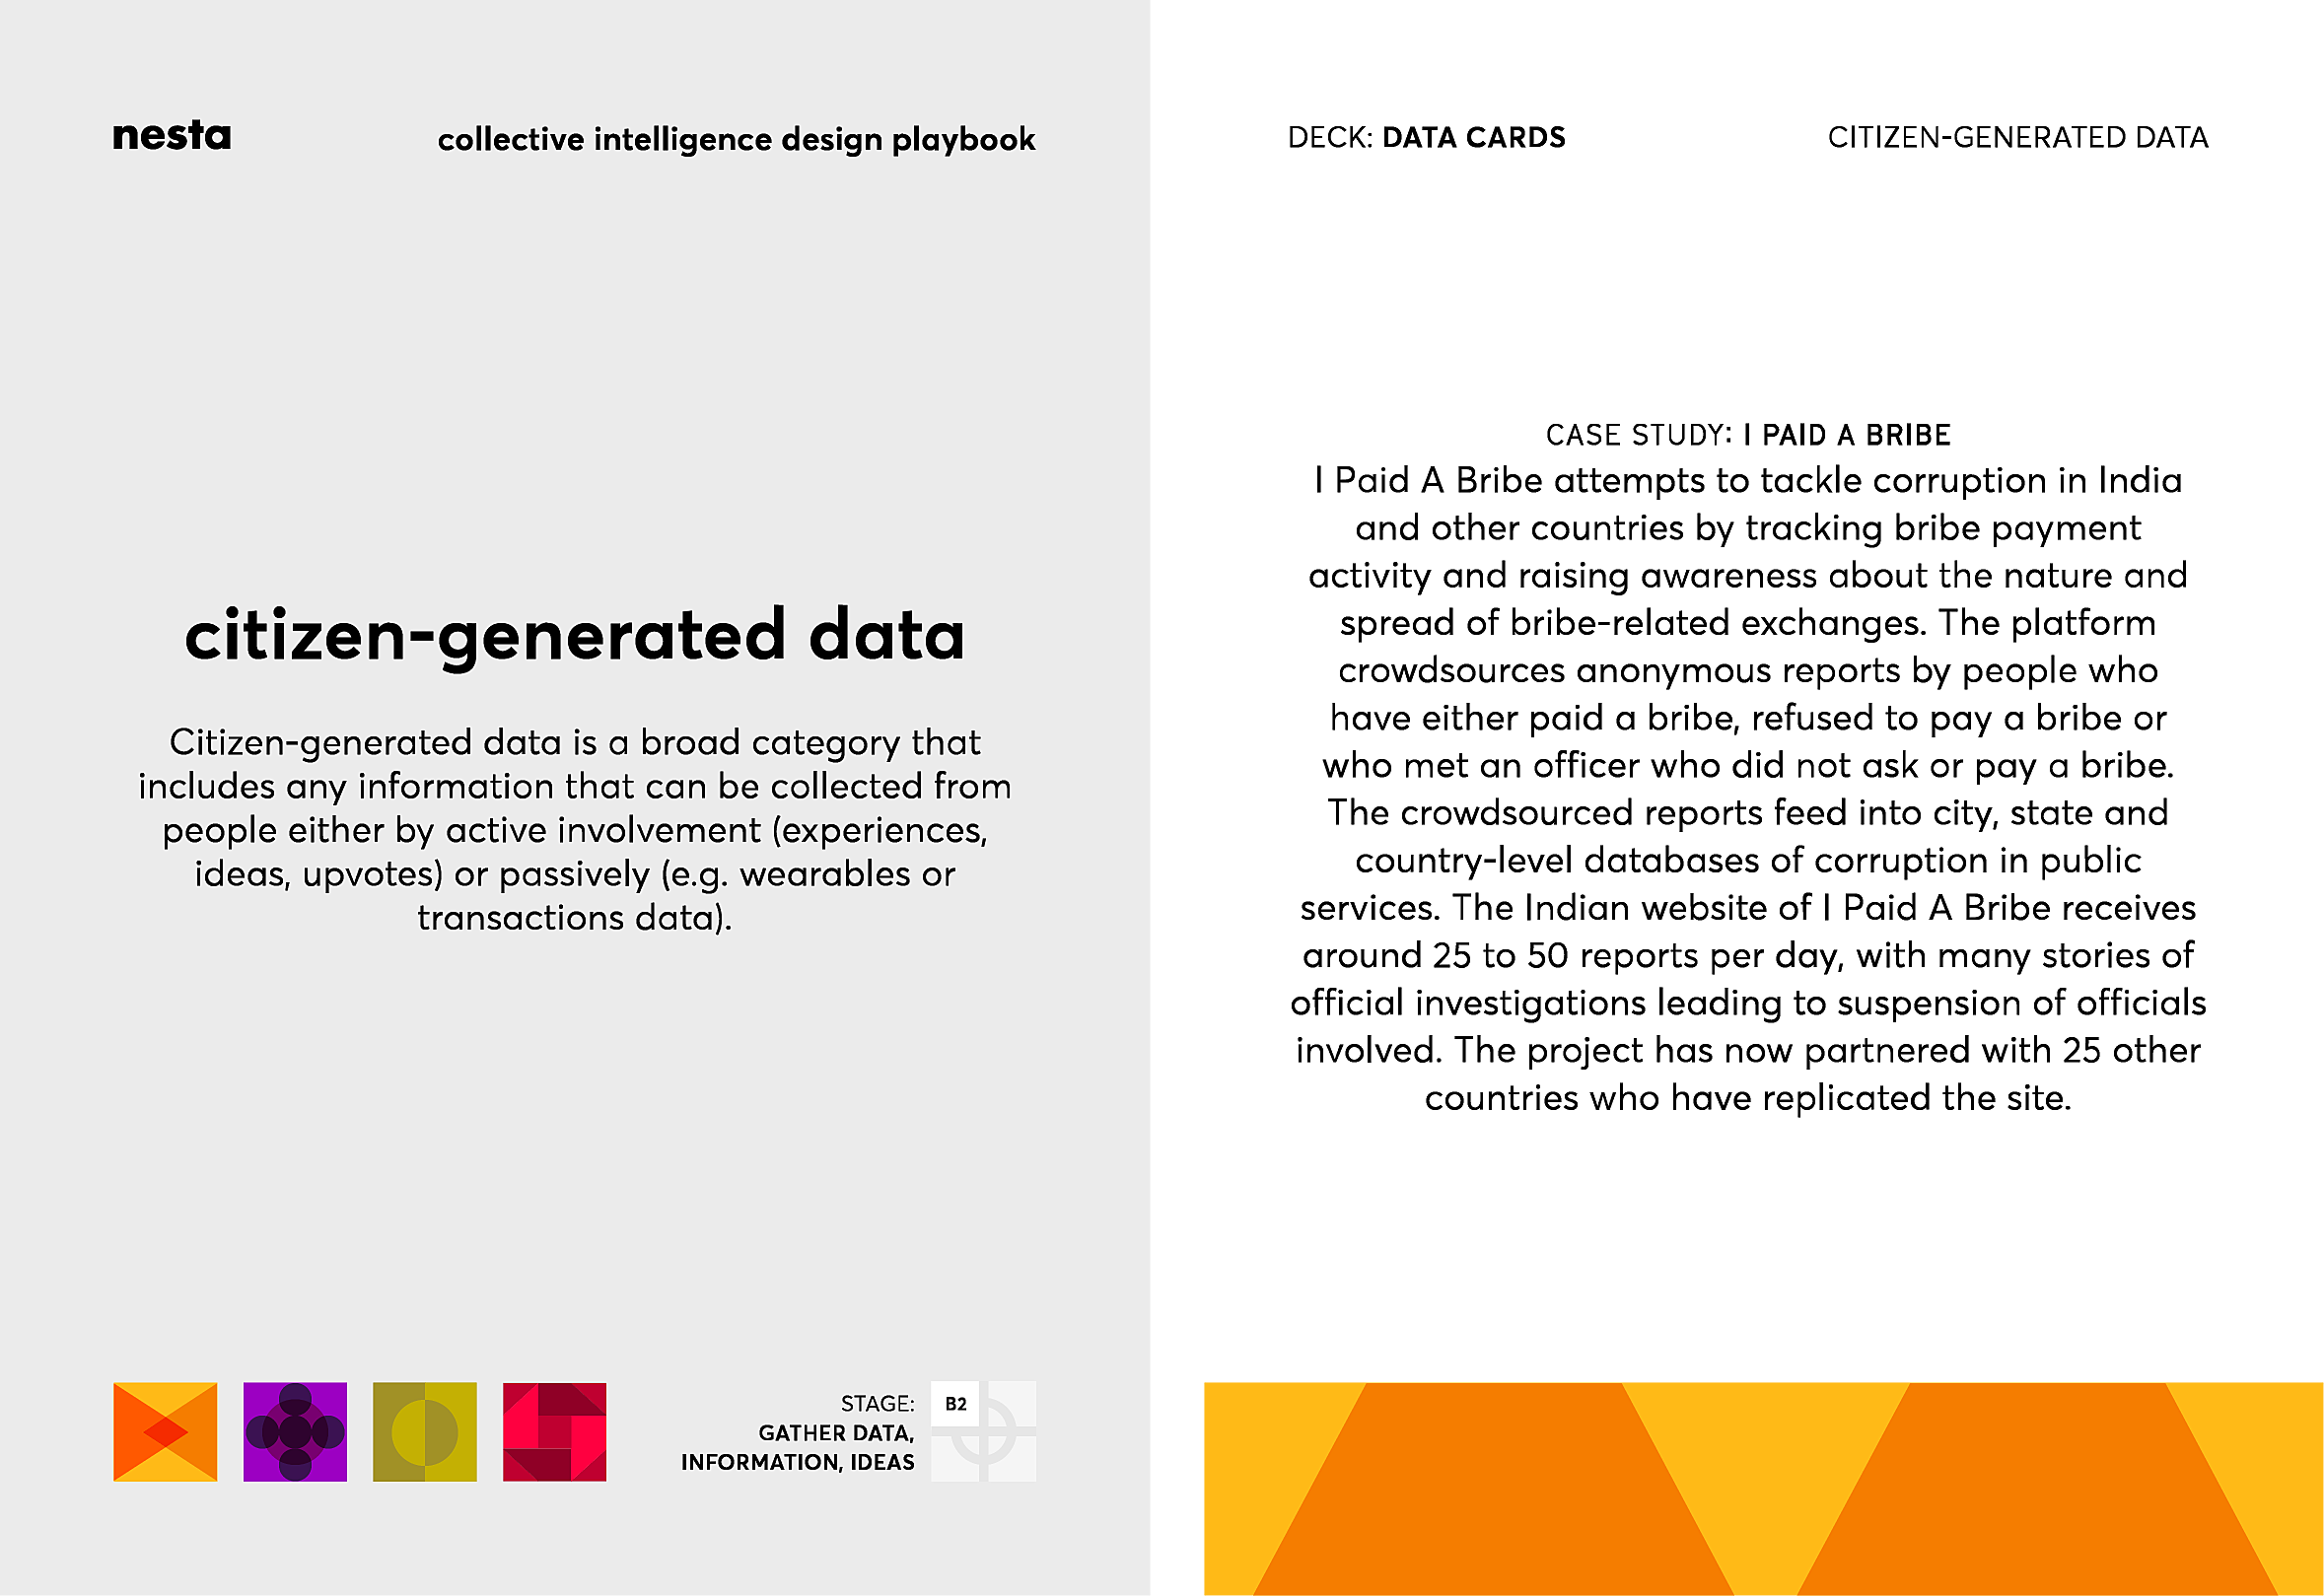 nesta
collective intelligence design playbook
citizen-generated data
Citizen-generated data is a broad category that
includes any information that can be collected from
people either by active involvement (experiences,
ideas, upvotes) or passively (e.g. wearables or
transactions data).
STAGE:
GATHER DATA,
INFORMATION, IDEAS
B2
DECK: DATA CARDS
CITIZEN-GENERATED DATA
CASE STUDY: I PAID A BRIBE
I Paid A Bribe attempts to tackle corruption in India
and other countries by tracking bribe payment
activity and raising awareness about the nature and
spread of bribe-related exchanges. The platform
crowdsources anonymous reports by people who
have either paid a bribe, refused to pay a bribe or
who met an officer who did not ask or pay a bribe.
The crowdsourced reports feed into city, state and
country-level databases of corruption in public
services. The Indian website of I Paid A Bribe receives
around 25 to 50 reports per day, with many stories of
official investigations leading to suspension of officials
involved. The project has now partnered with 25 other
countries who have replicated the site.